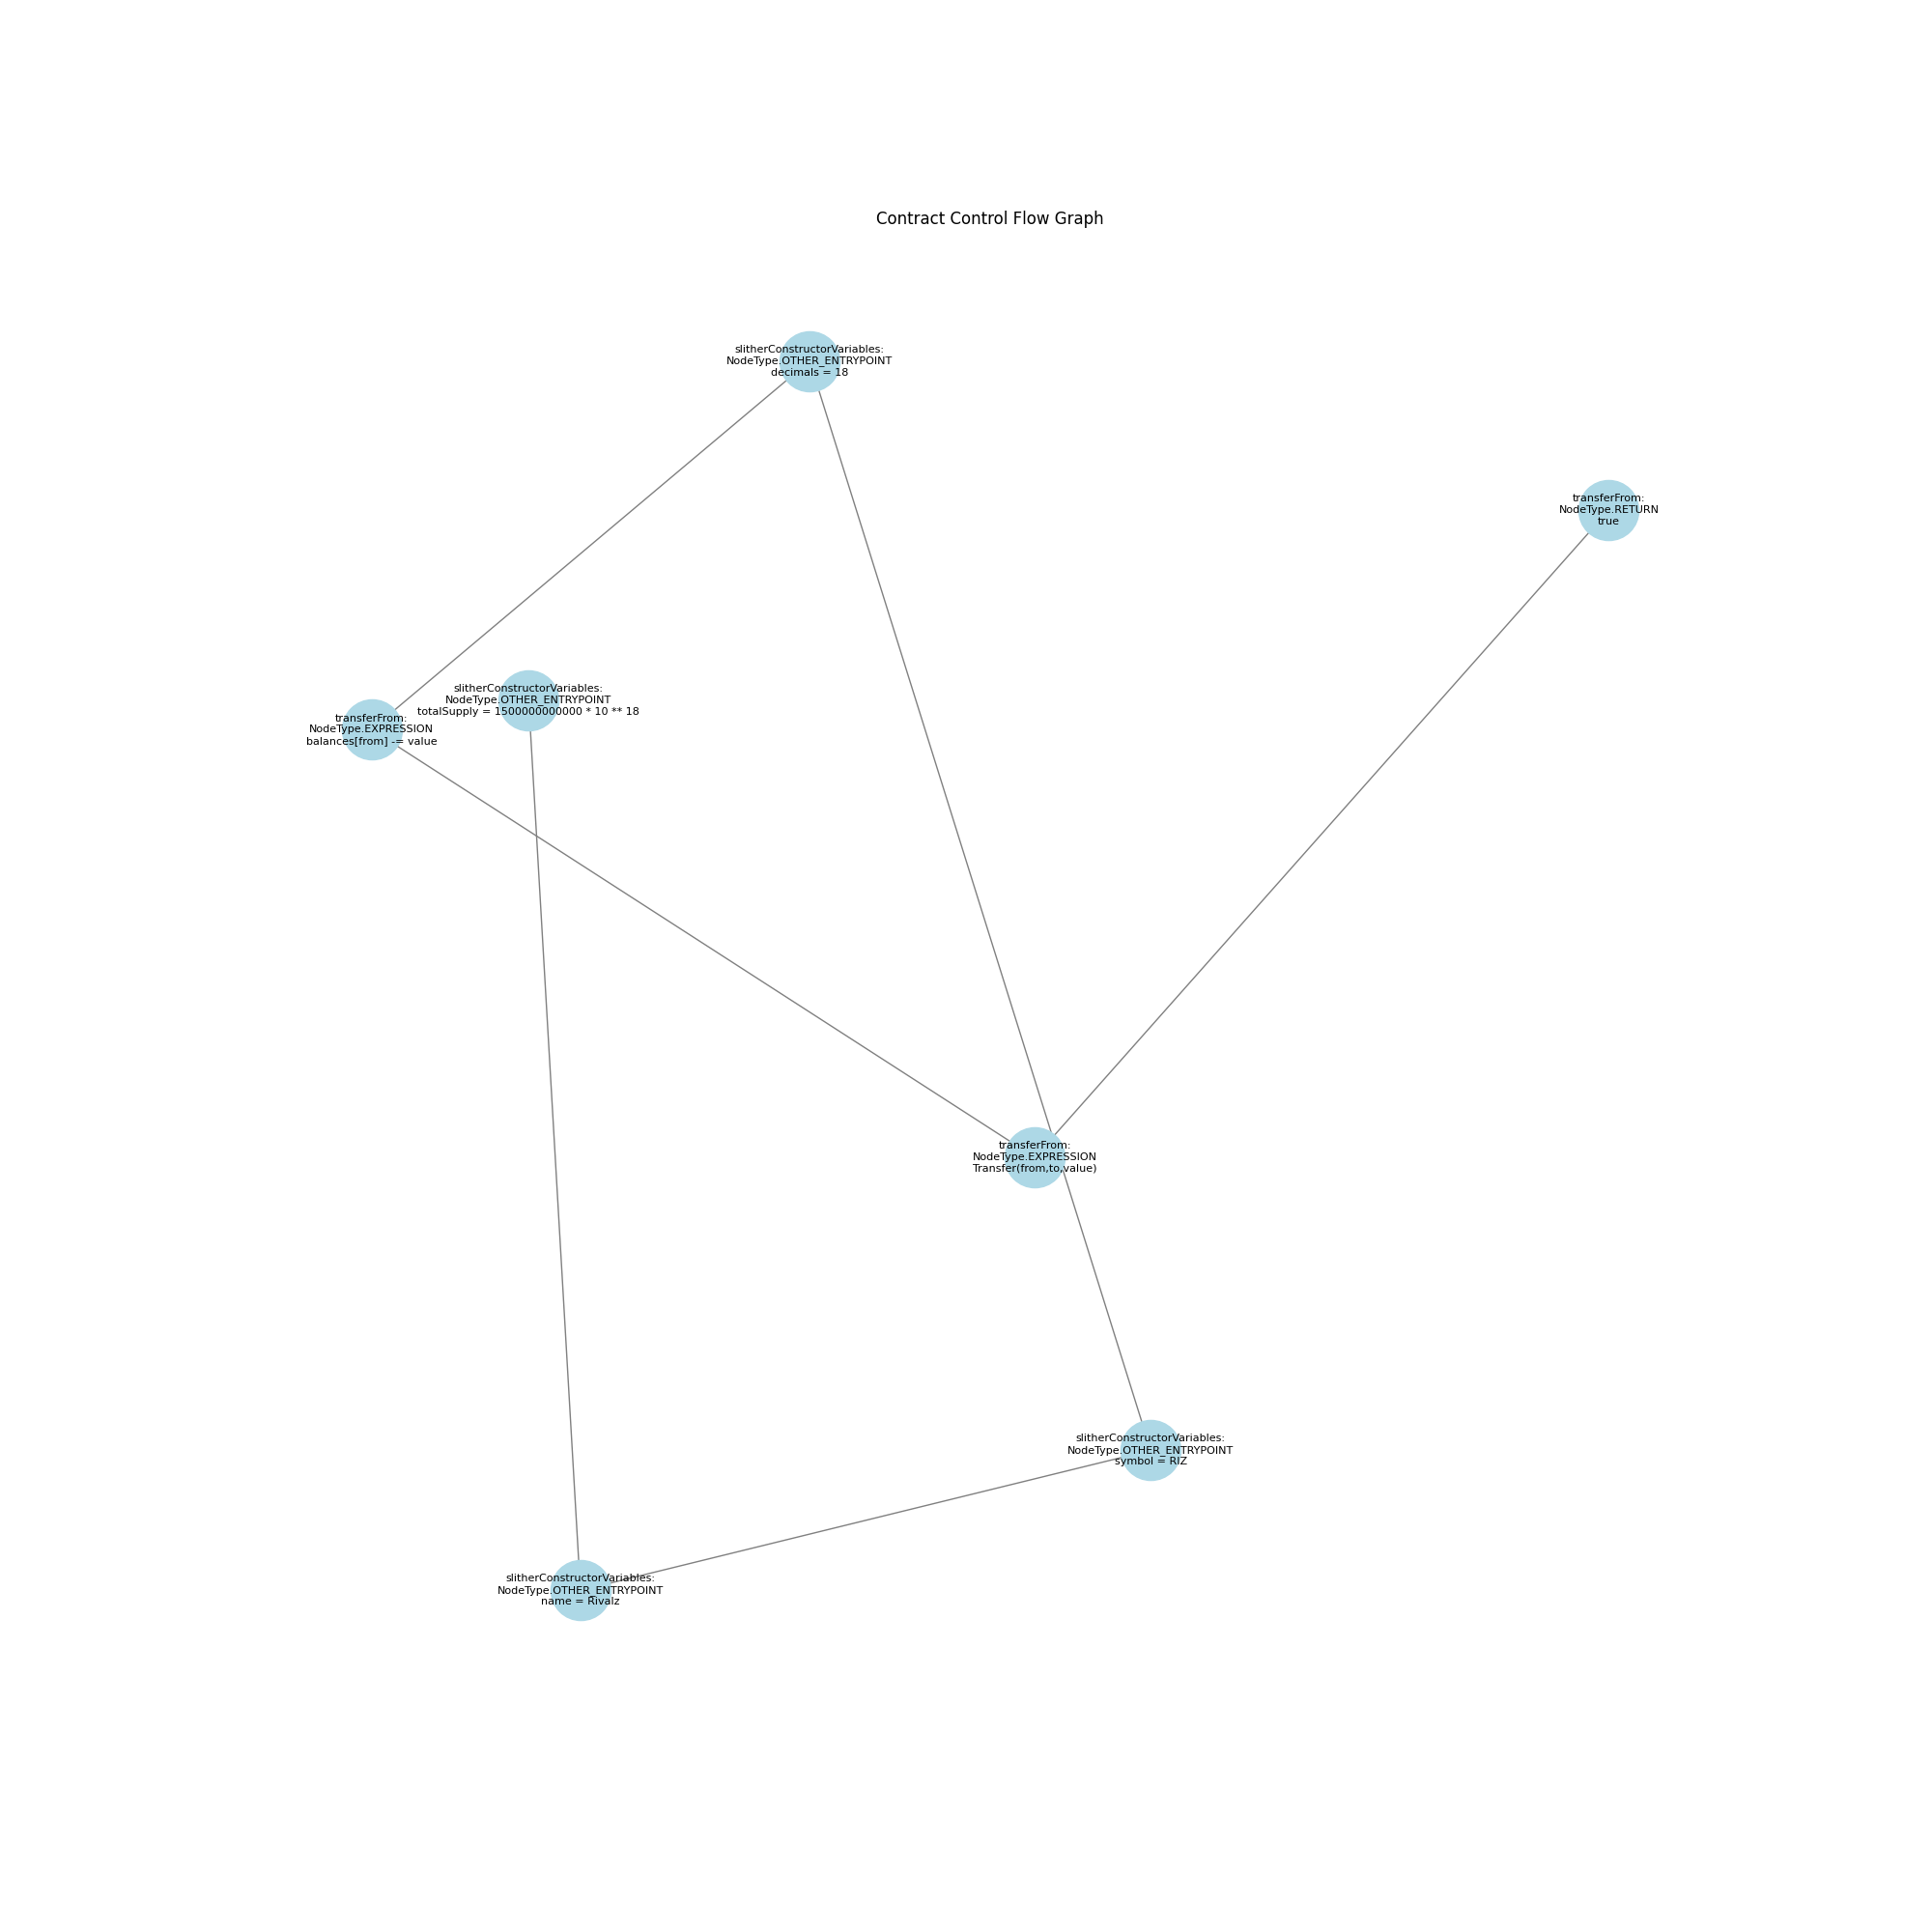 Contract Control Flow Graph
slitherConstructorVariables:
NodeType.OTHER_ENTRYPOINT
decimals = 18
transferFrom:
NodeType.RETURN
true
slitherConstructorVariables:
NodeType.OTHER_ENTRYPOINT
totalSupply = 1500000000000 * 10 ** 18
transferFrom:
NodeType.EXPRESSION
balances[from] -= value
transferFrom:
NodeType.EXPRESSION
Transfer(from,to,value)
slitherConstructorVariables:
NodeType.OTHER_ENTRYPOINT
symbol = RIZ
slitherConstructorVariables:
NodeType.OTHER_ENTRYPOINT
name = Rivalz